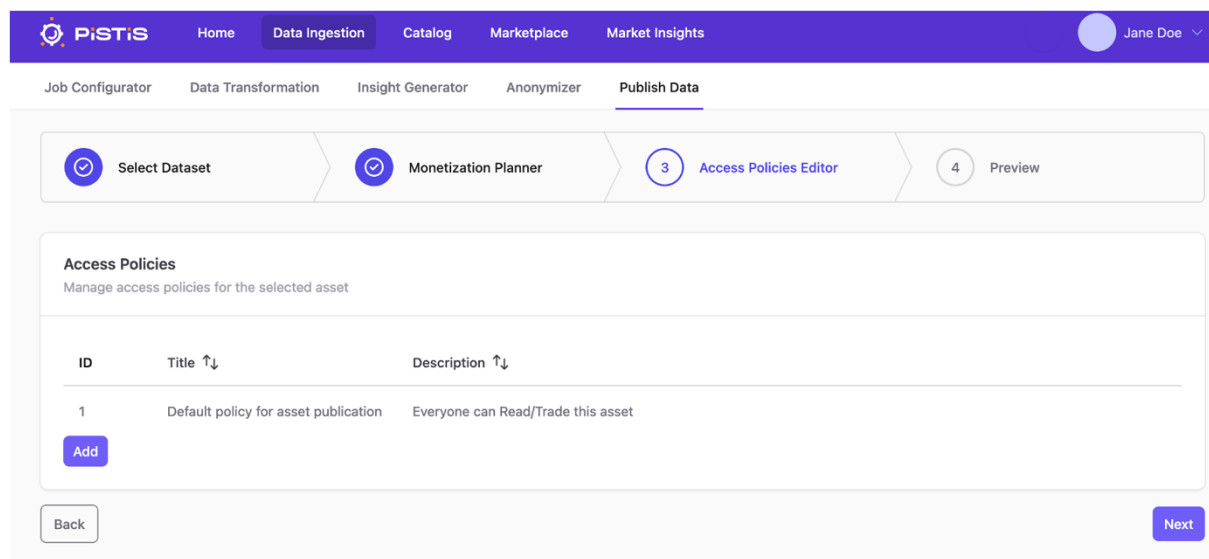 PiSTiS Home Data Ingestion Catalog Marketplace Market Insights Jane Doe
Job Configurator Data Transformation Insight Generator Anonymizer Publish Data
Select Dataset Monetization Planner 3 Access Policies Editor 4 Preview
Access Policies
Manage access policies for the selected asset
ID Title ↑↓ Description ↑↓
1 Default policy for asset publication Everyone can Read/Trade this asset
Add
Back Next